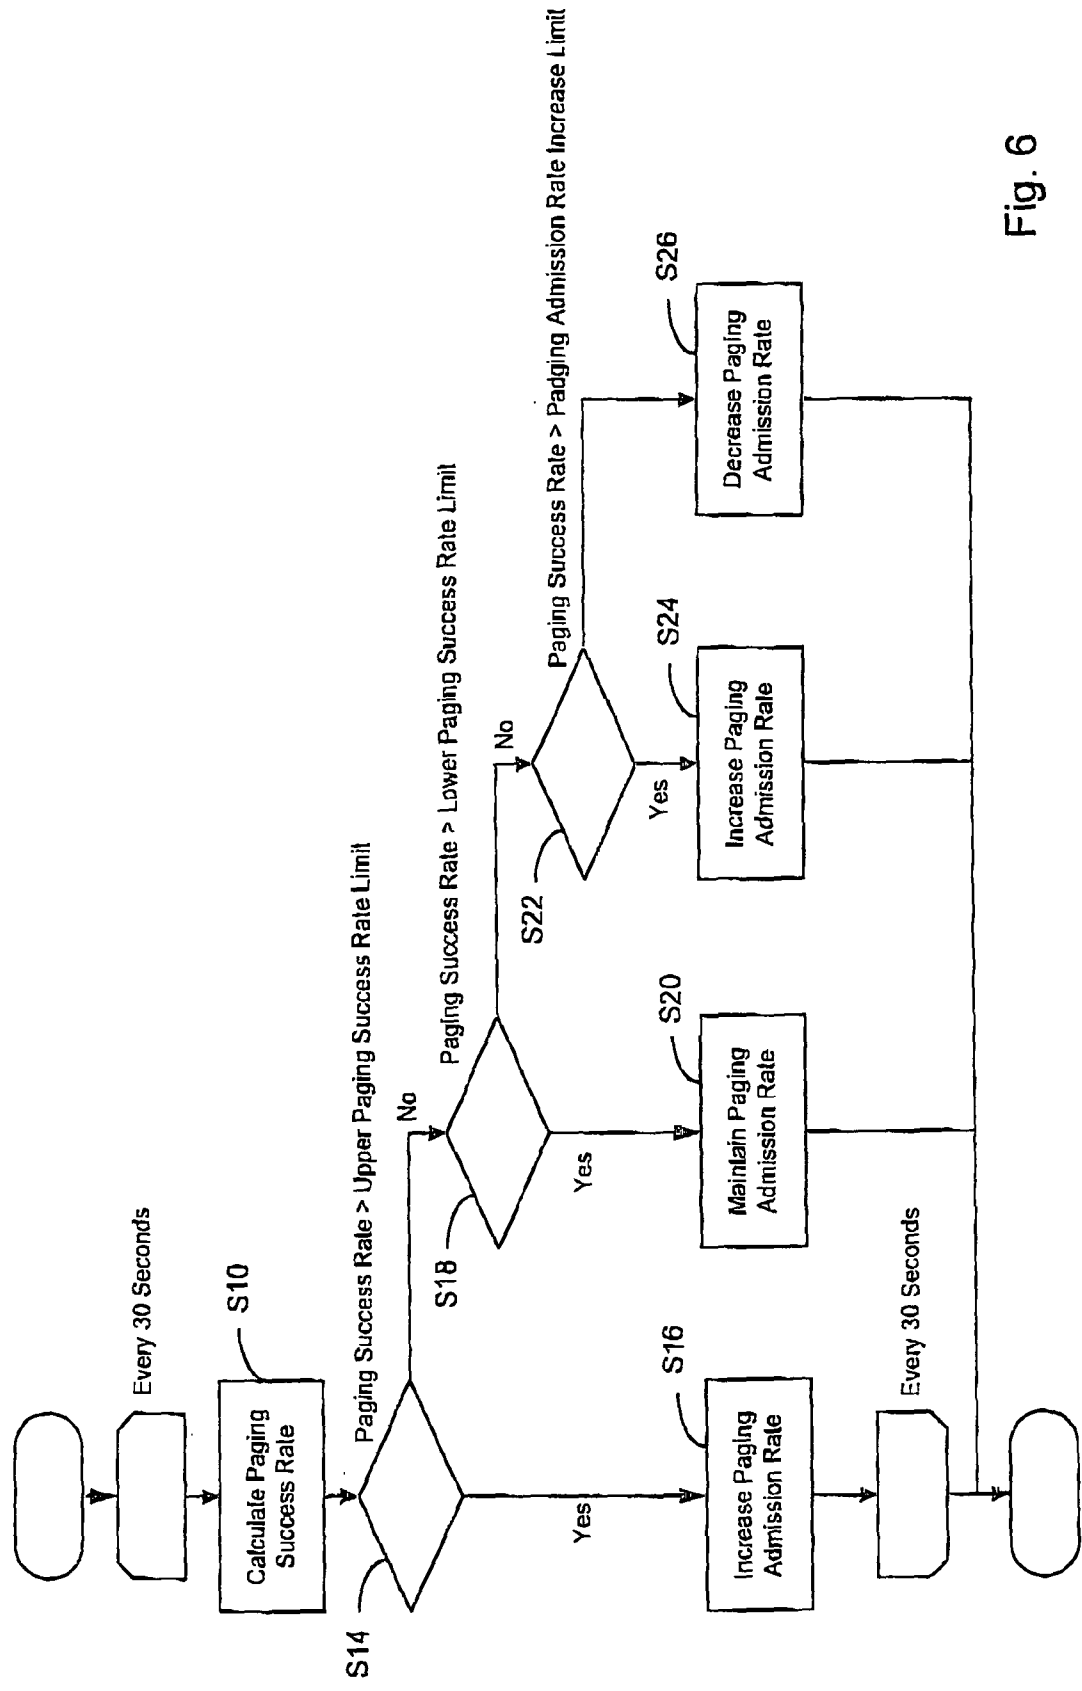 Every 30 Seconds
Calculate Paging
Success Rate
S10
Paging Success Rate > Upper Paging Success Rate Limit
S14
No
Yes
Paging Success Rate > Lower Paging Success Rate Limit
S18
No
Yes
Paging Success Rate > Padging Admission Rate Increase Limit
S22
Yes
Increase Paging
Admission Rate
S16
Maintain Paging
Admission Rate
S20
Increase Paging
Admission Rate
S24
Decrease Paging
Admission Rate
S26
Every 30 Seconds
Fig. 6